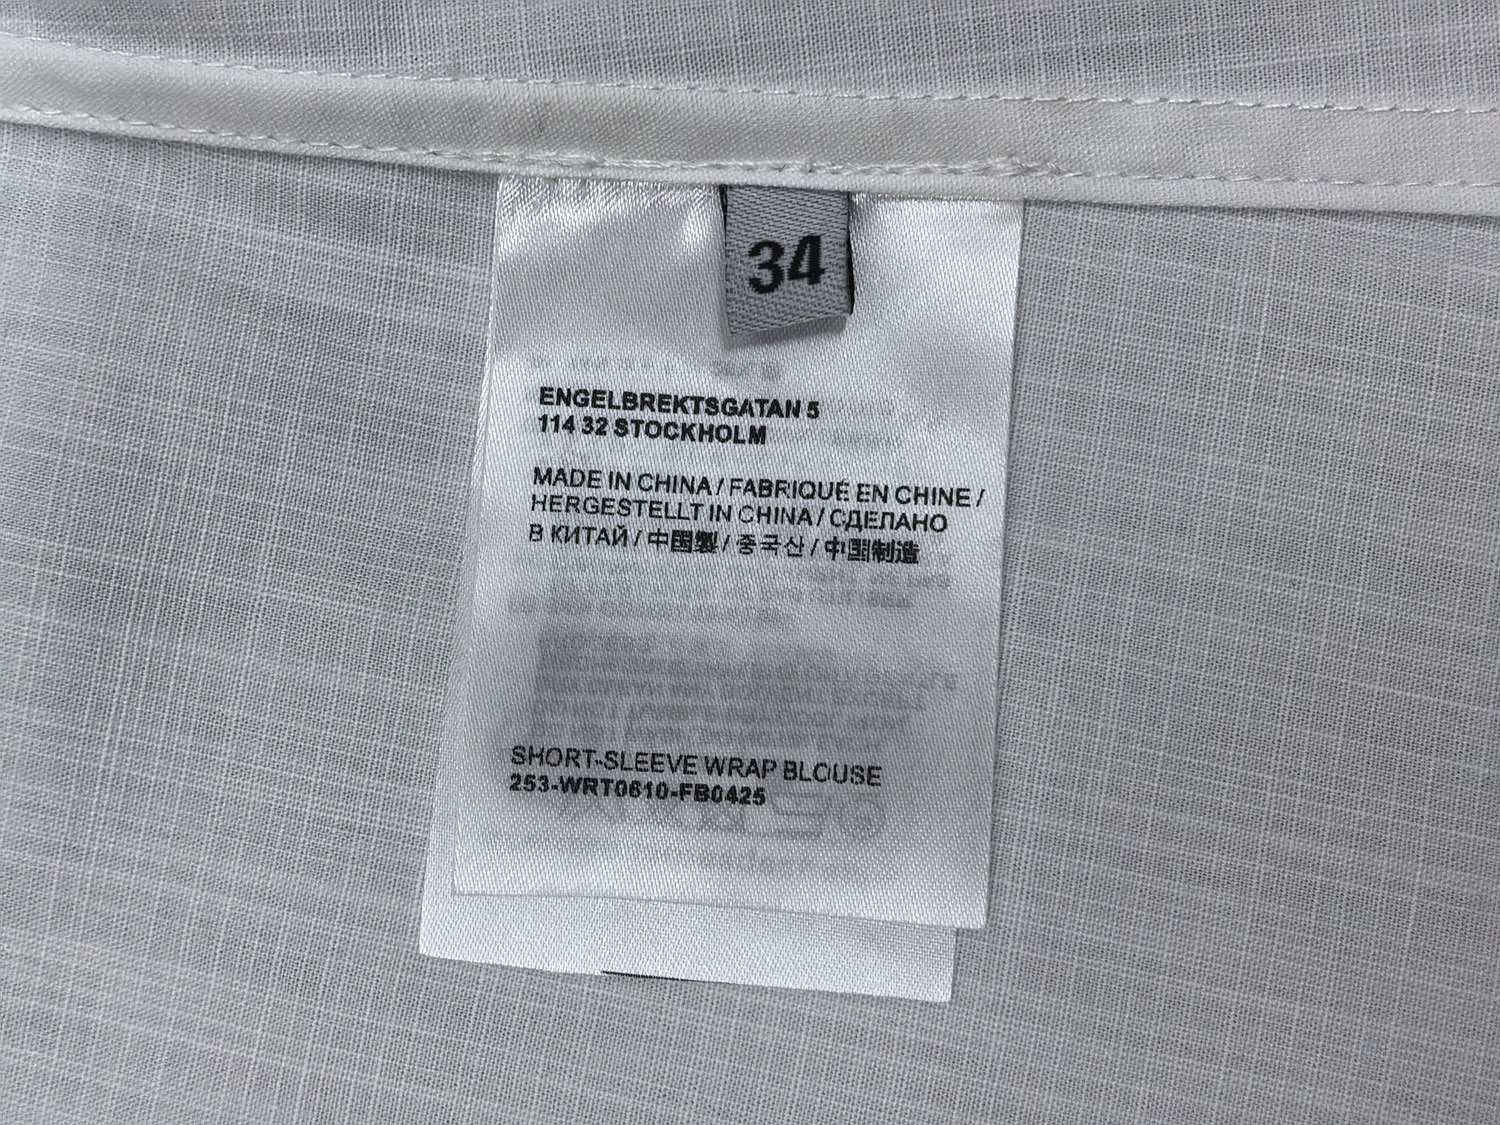 34
ENGELBREKTSGATAN 5
114 32 STOCKHOLM
MADE IN CHINA / FABRIQUÉ EN CHINE /
HERGESTELLT IN CHINA / СДЕЛАНО
В КИТАЙ / 中国製 / 중국산 / 中国制造
SHORT-SLEEVE WRAP BLOUSE
253-WRT0610-FB0425